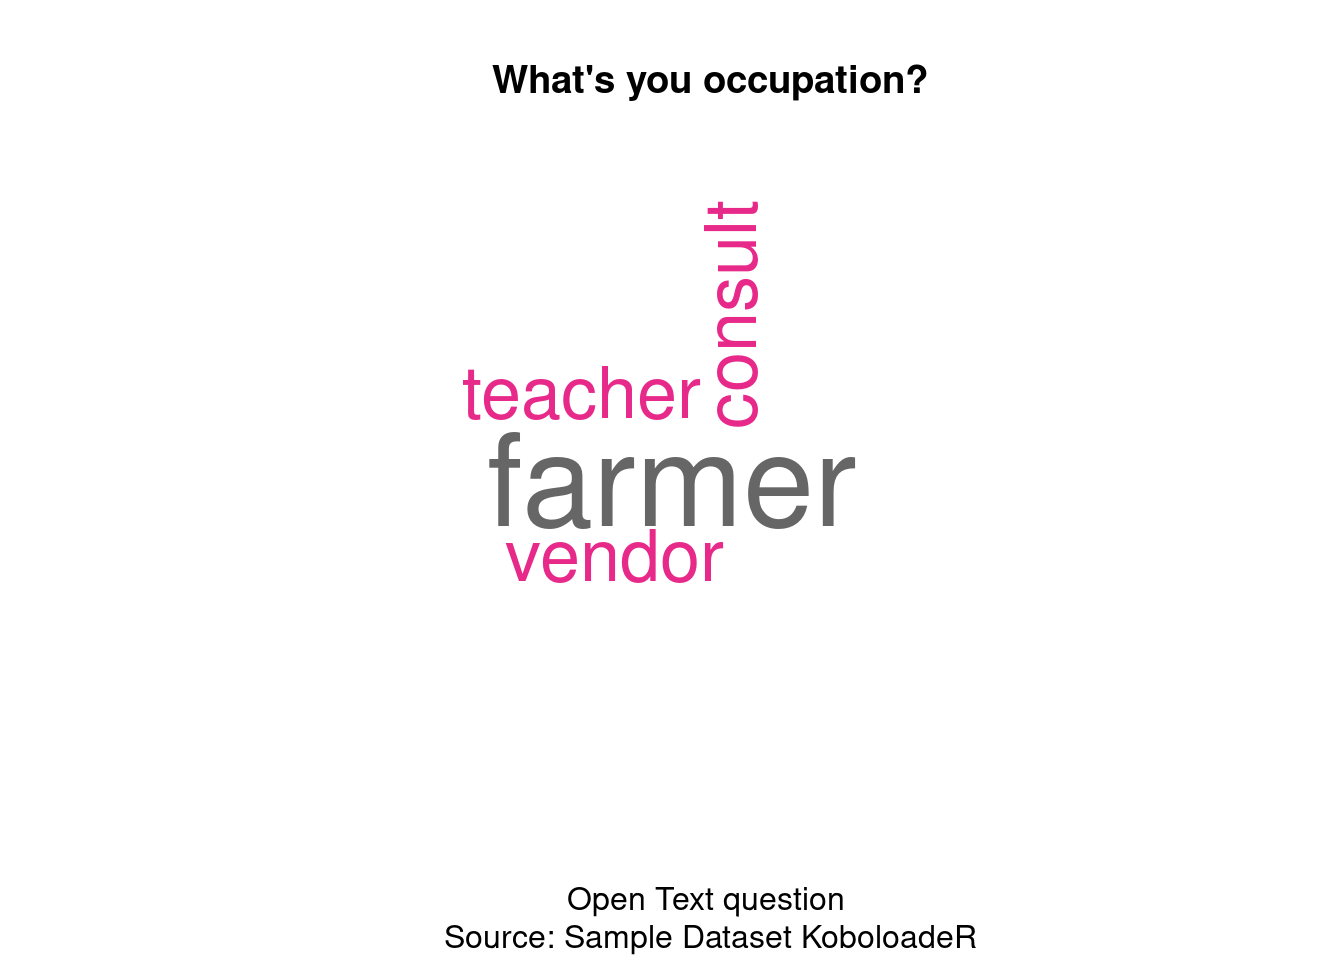 What's you occupation?
consult
teacher
farmer
vendor
Open Text question
Source: Sample Dataset KoboloadeR